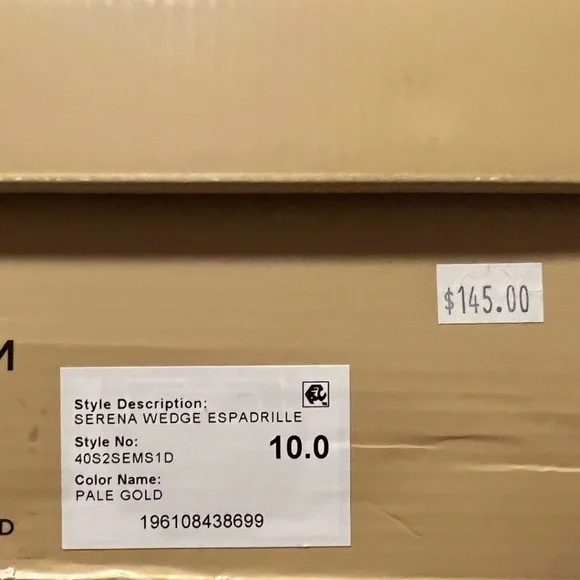 $145.00
M
Style Description:
SERENA WEDGE ESPADRILLE
Style No:
40S2SEMS1D
10.0
Color Name:
PALE GOLD
196108438699
D